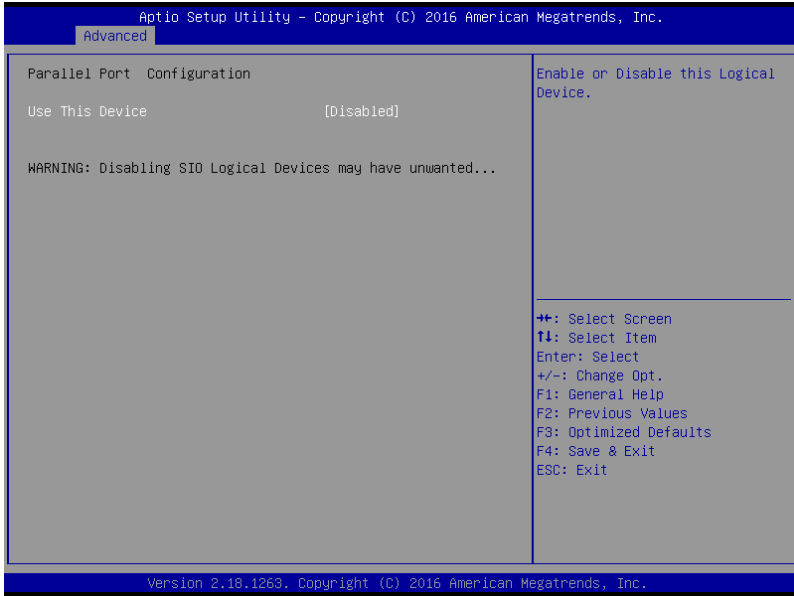 Aptio Setup Utility – Copyright (C) 2016 American Megatrends, Inc.
Advanced
Parallel Port Configuration
Use This Device [Disabled]
WARNING: Disabling SIO Logical Devices may have unwanted...
Enable or Disable this Logical
Device.
→←: Select Screen
↑↓: Select Item
Enter: Select
+/-: Change Opt.
F1: General Help
F2: Previous Values
F3: Optimized Defaults
F4: Save & Exit
ESC: Exit
Version 2.18.1263. Copyright (C) 2016 American Megatrends, Inc.